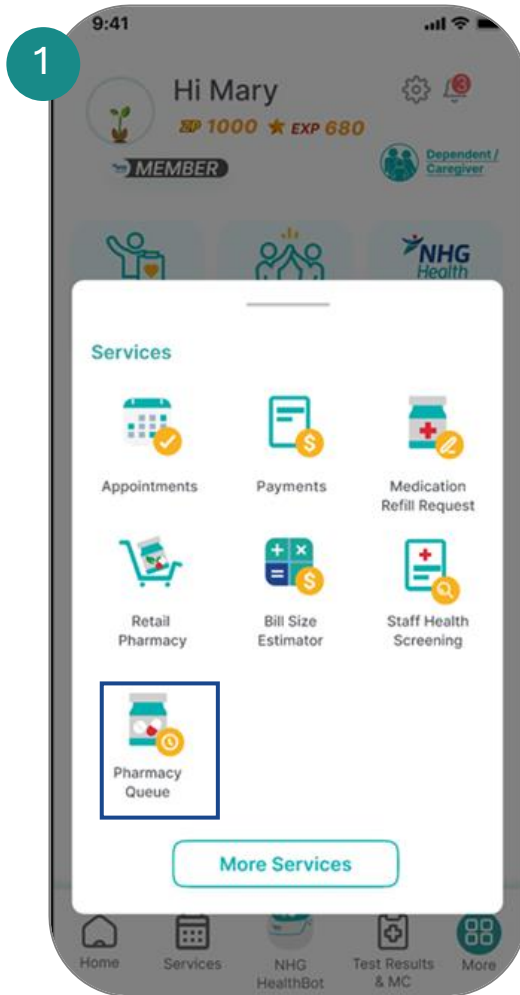 1
9:41
Hi Mary
ZP 1000 EXP 680
3
MEMBER
Dependent /
Caregiver
NHG
Health
Services
Appointments
Payments
Medication
Refill Request
Retail
Pharmacy
Bill Size
Estimator
Staff Health
Screening
Pharmacy
Queue
More Services
Home
Services
NHG
HealthBot
Test Results
& MC
More